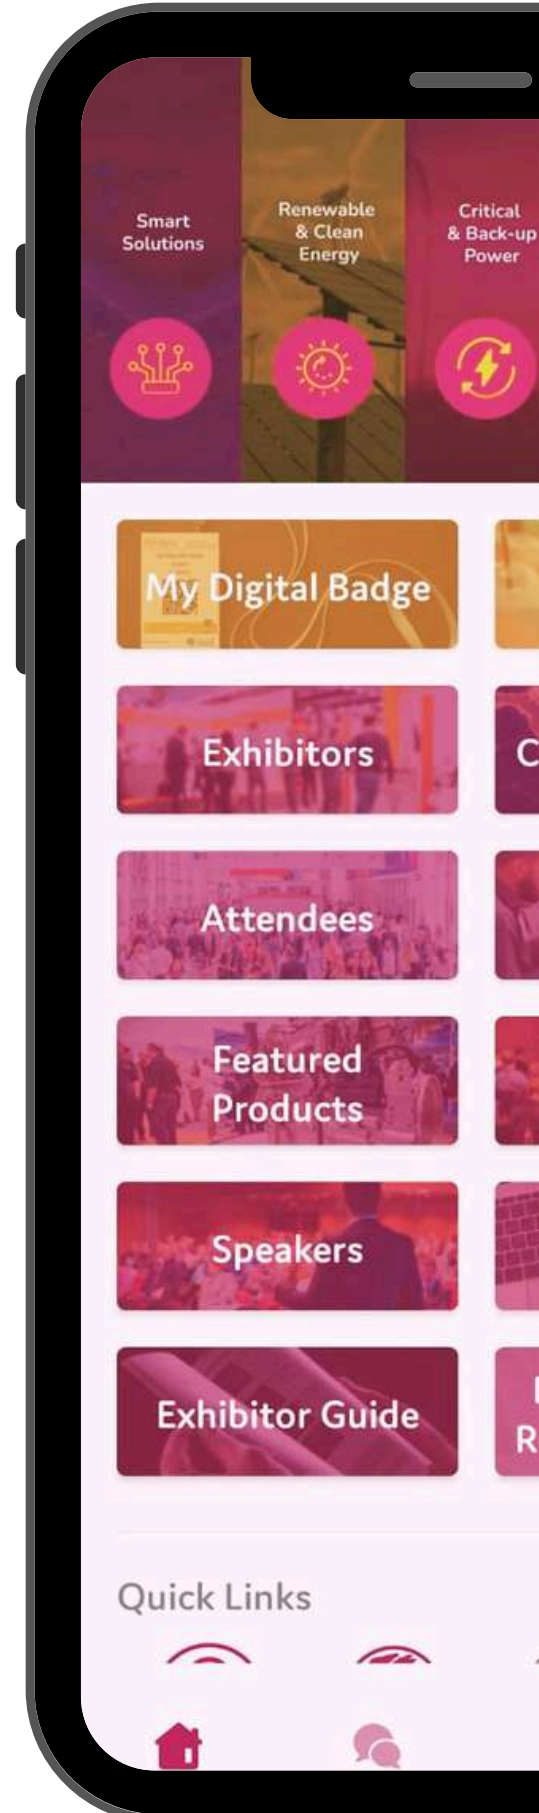 Smart
Solutions
Renewable
& Clean
Energy
Critical
& Back-up
Power
My Digital Badge
Exhibitors
C
Attendees
Featured
Products
Speakers
Exhibitor Guide
R
Quick Links